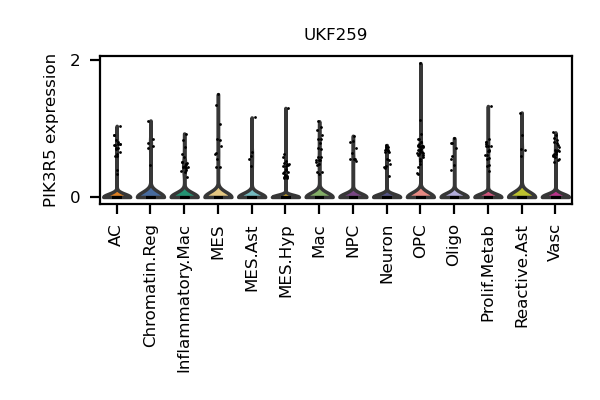 UKF259
PIK3R5 expression
2
0
AC
Chromatin.Reg
Inflammatory.Mac
MES
MES.Ast
MES.Hyp
Mac
NPC
Neuron
OPC
Oligo
Prolif.Metab
Reactive.Ast
Vasc